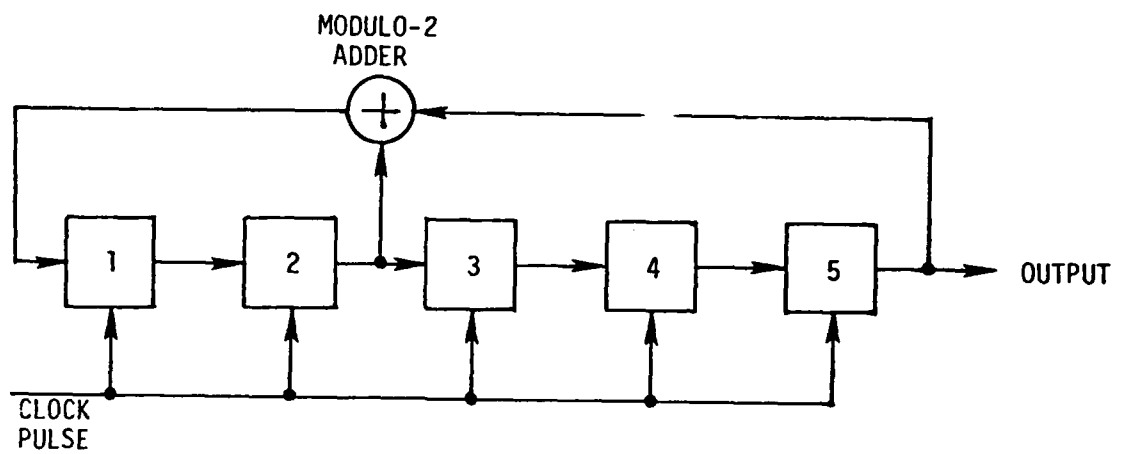 MODULO-2
ADDER
1
2
3
4
5
OUTPUT
CLOCK
PULSE